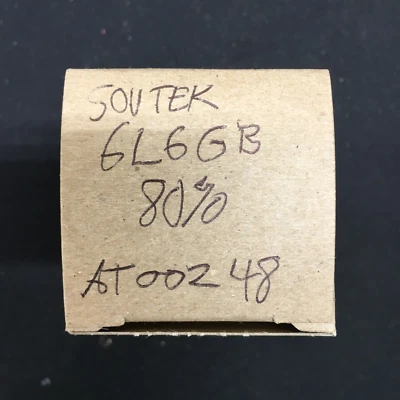 SOVTEK
6L6GB
80%
AT00248